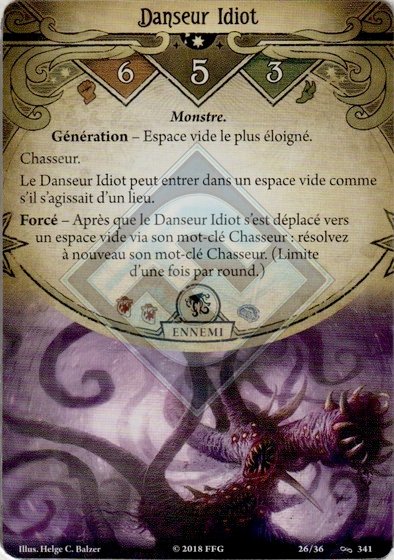 Danseur Idiot
6 5 3
Monstre.
Génération – Espace vide le plus éloigné.
Chasseur.
Le Danseur Idiot peut entrer dans un espace vide comme
s'il s'agissait d'un lieu.
Forcé – Après que le Danseur Idiot s'est déplacé vers
un espace vide via son mot-clé Chasseur : résolvez
à nouveau son mot-clé Chasseur. (Limite
d'une fois par round.)
ENNEMI
Illus. Helge C. Balzer © 2018 FFG 26/36 341